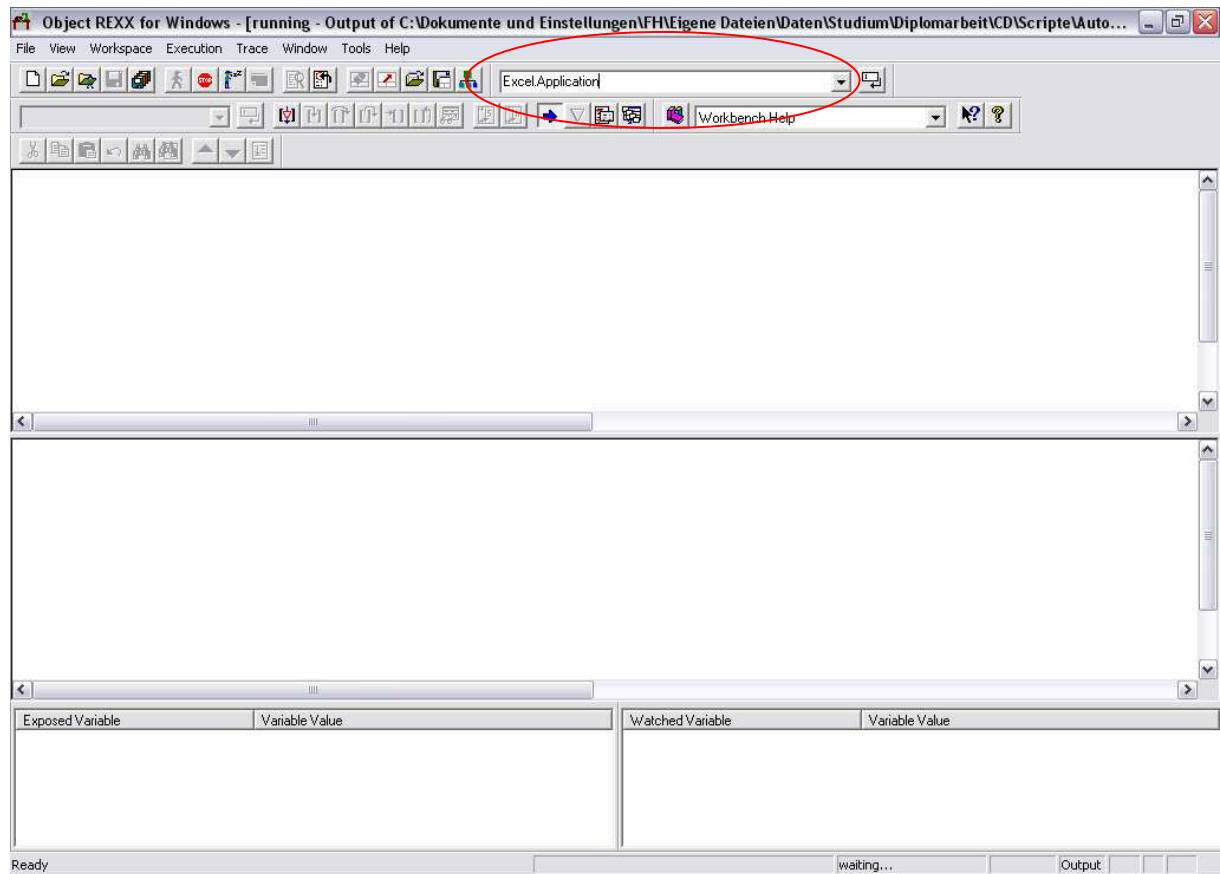 Object REXX for Windows - [running - Output of C:\Dokumente und Einstellungen\FH\Eigene Dateien\Daten\Studium\Diplomarbeit\CD\Scripte\Auto...
File View Workspace Execution Trace Window Tools Help
Excel.Application
Workbench Help
Exposed Variable Variable Value Watched Variable Variable Value
Ready waiting... Output